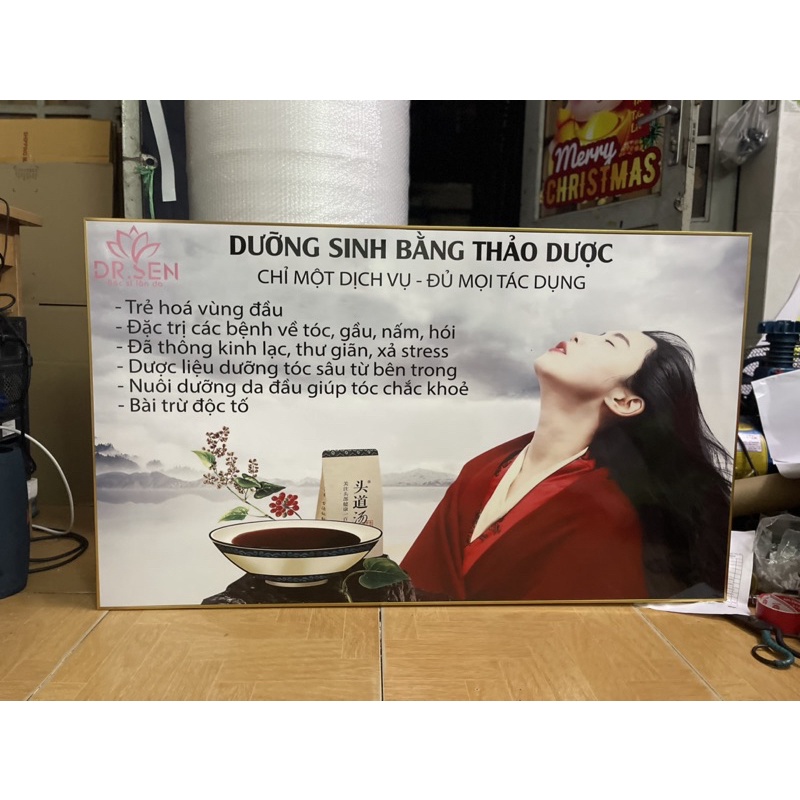 Merry
CHRISTMAS
DƯỠNG SINH BẰNG THẢO DƯỢC
DR.SEN
CHỈ MỘT DỊCH VỤ - ĐỦ MỌI TÁC DỤNG
- Trẻ hoá vùng đầu
- Đặc trị các bệnh về tóc, gầu, nấm, hói
- Đã thông kinh lạc, thư giãn, xả stress
- Dược liệu dưỡng tóc sâu từ bên trong
- Nuôi dưỡng da đầu giúp tóc chắc khoẻ
- Bài trừ độc tố
头道汤